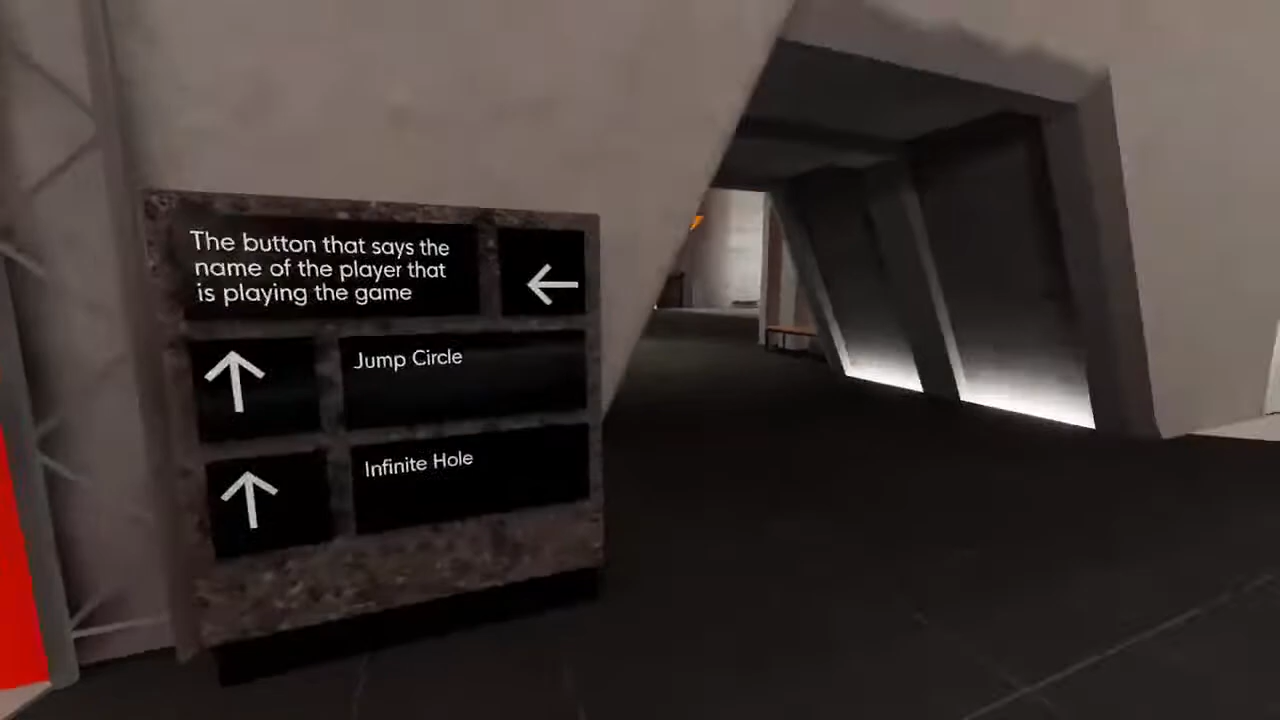 The button that says the
name of the player that
is playing the game
Jump Circle
Infinite Hole